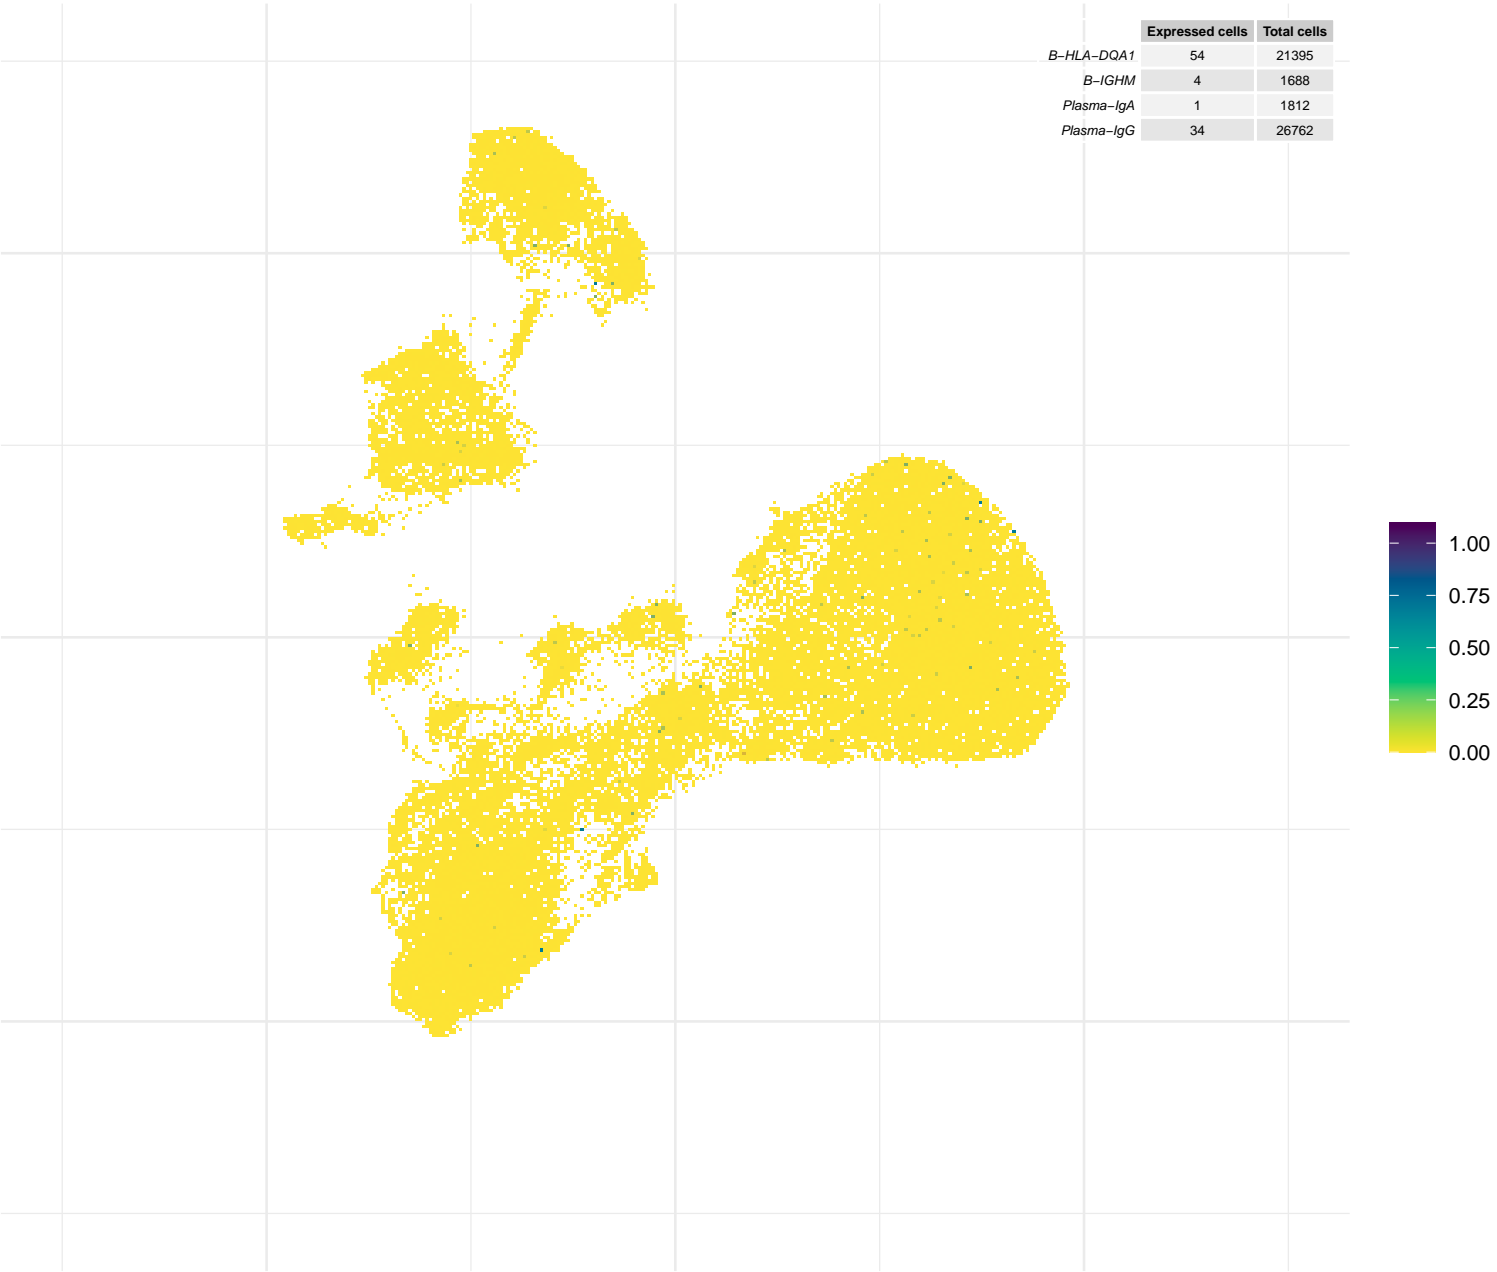 Expressed cells Total cells
B−HLA−DQA1 54 21395
B−IGHM 4 1688
Plasma−IgA 1 1812
Plasma−IgG 34 26762
1.00
0.75
0.50
0.25
0.00